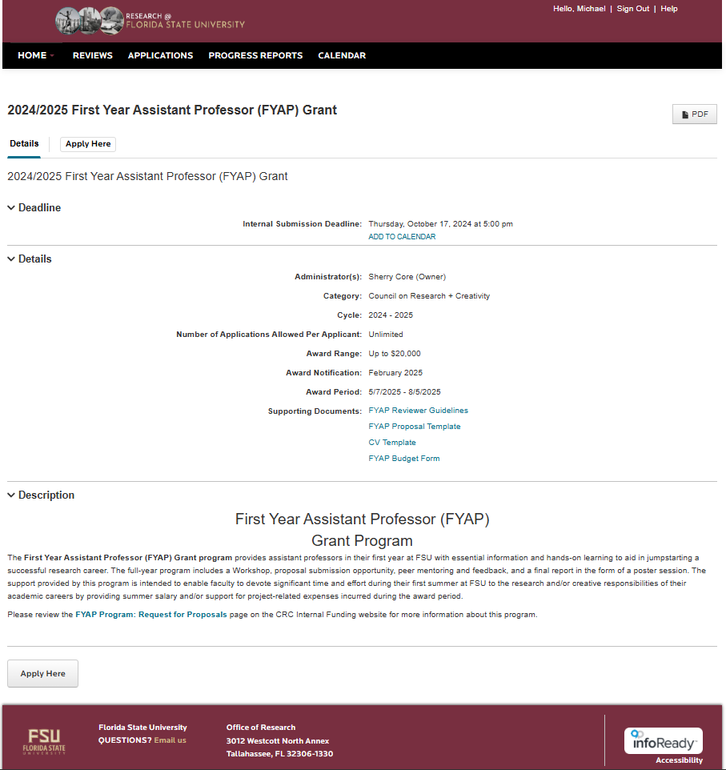 RESEARCH @
FLORIDA STATE UNIVERSITY
Hello, Michael | Sign Out | Help
HOME REVIEWS APPLICATIONS PROGRESS REPORTS CALENDAR
2024/2025 First Year Assistant Professor (FYAP) Grant
PDF
Details Apply Here
2024/2025 First Year Assistant Professor (FYAP) Grant
Deadline
Internal Submission Deadline: Thursday, October 17, 2024 at 5:00 pm
ADD TO CALENDAR
Details
Administrator(s): Sherry Core (Owner)
Category: Council on Research + Creativity
Cycle: 2024 - 2025
Number of Applications Allowed Per Applicant: Unlimited
Award Range: Up to $20,000
Award Notification: February 2025
Award Period: 5/7/2025 - 8/5/2025
Supporting Documents: FYAP Reviewer Guidelines
FYAP Proposal Template
CV Template
FYAP Budget Form
Description
First Year Assistant Professor (FYAP)
Grant Program
The First Year Assistant Professor (FYAP) Grant program provides assistant professors in their first year at FSU with essential information and hands-on learning to aid in jumpstarting a
successful research career. The full-year program includes a Workshop, proposal submission opportunity, peer mentoring and feedback, and a final report in the form of a poster session. The
support provided by this program is intended to enable faculty to devote significant time and effort during their first summer at FSU to the research and/or creative responsibilities of their
academic careers by providing summer salary and/or support for project-related expenses incurred during the award period.
Please review the FYAP Program: Request for Proposals page on the CRC Internal Funding website for more information about this program.
Apply Here
FSU
FLORIDA STATE
UNIVERSITY
Florida State University
QUESTIONS? Email us
Office of Research
3012 Westcott North Annex
Tallahassee, FL 32306-1330
infoReady
Accessibility